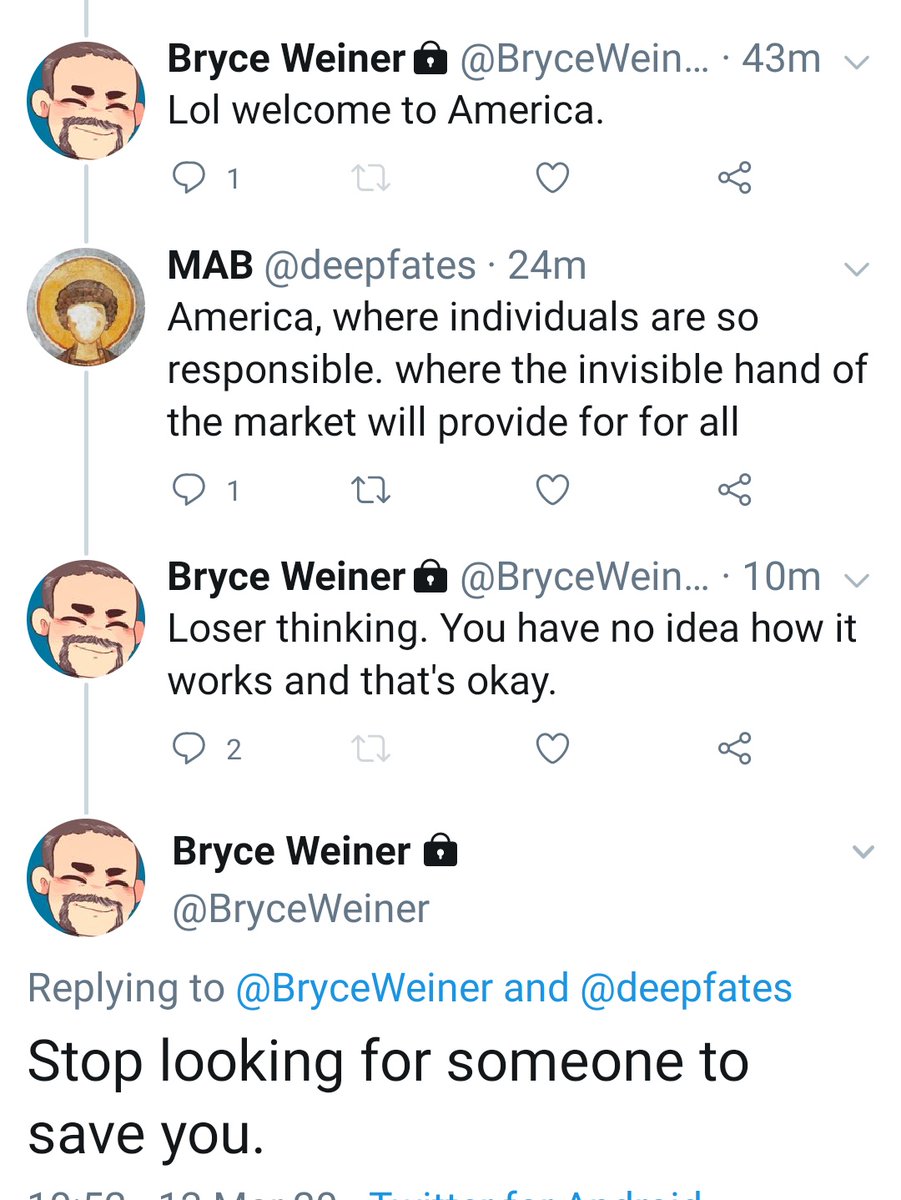 Bryce Weiner @BryceWein... · 43m
Lol welcome to America.
1
MAB @deepfates · 24m
America, where individuals are so
responsible. where the invisible hand of
the market will provide for for all
1
Bryce Weiner @BryceWein... · 10m
Loser thinking. You have no idea how it
works and that's okay.
2
Bryce Weiner
@BryceWeiner
Replying to @BryceWeiner and @deepfates
Stop looking for someone to
save you.
Twitter for Android